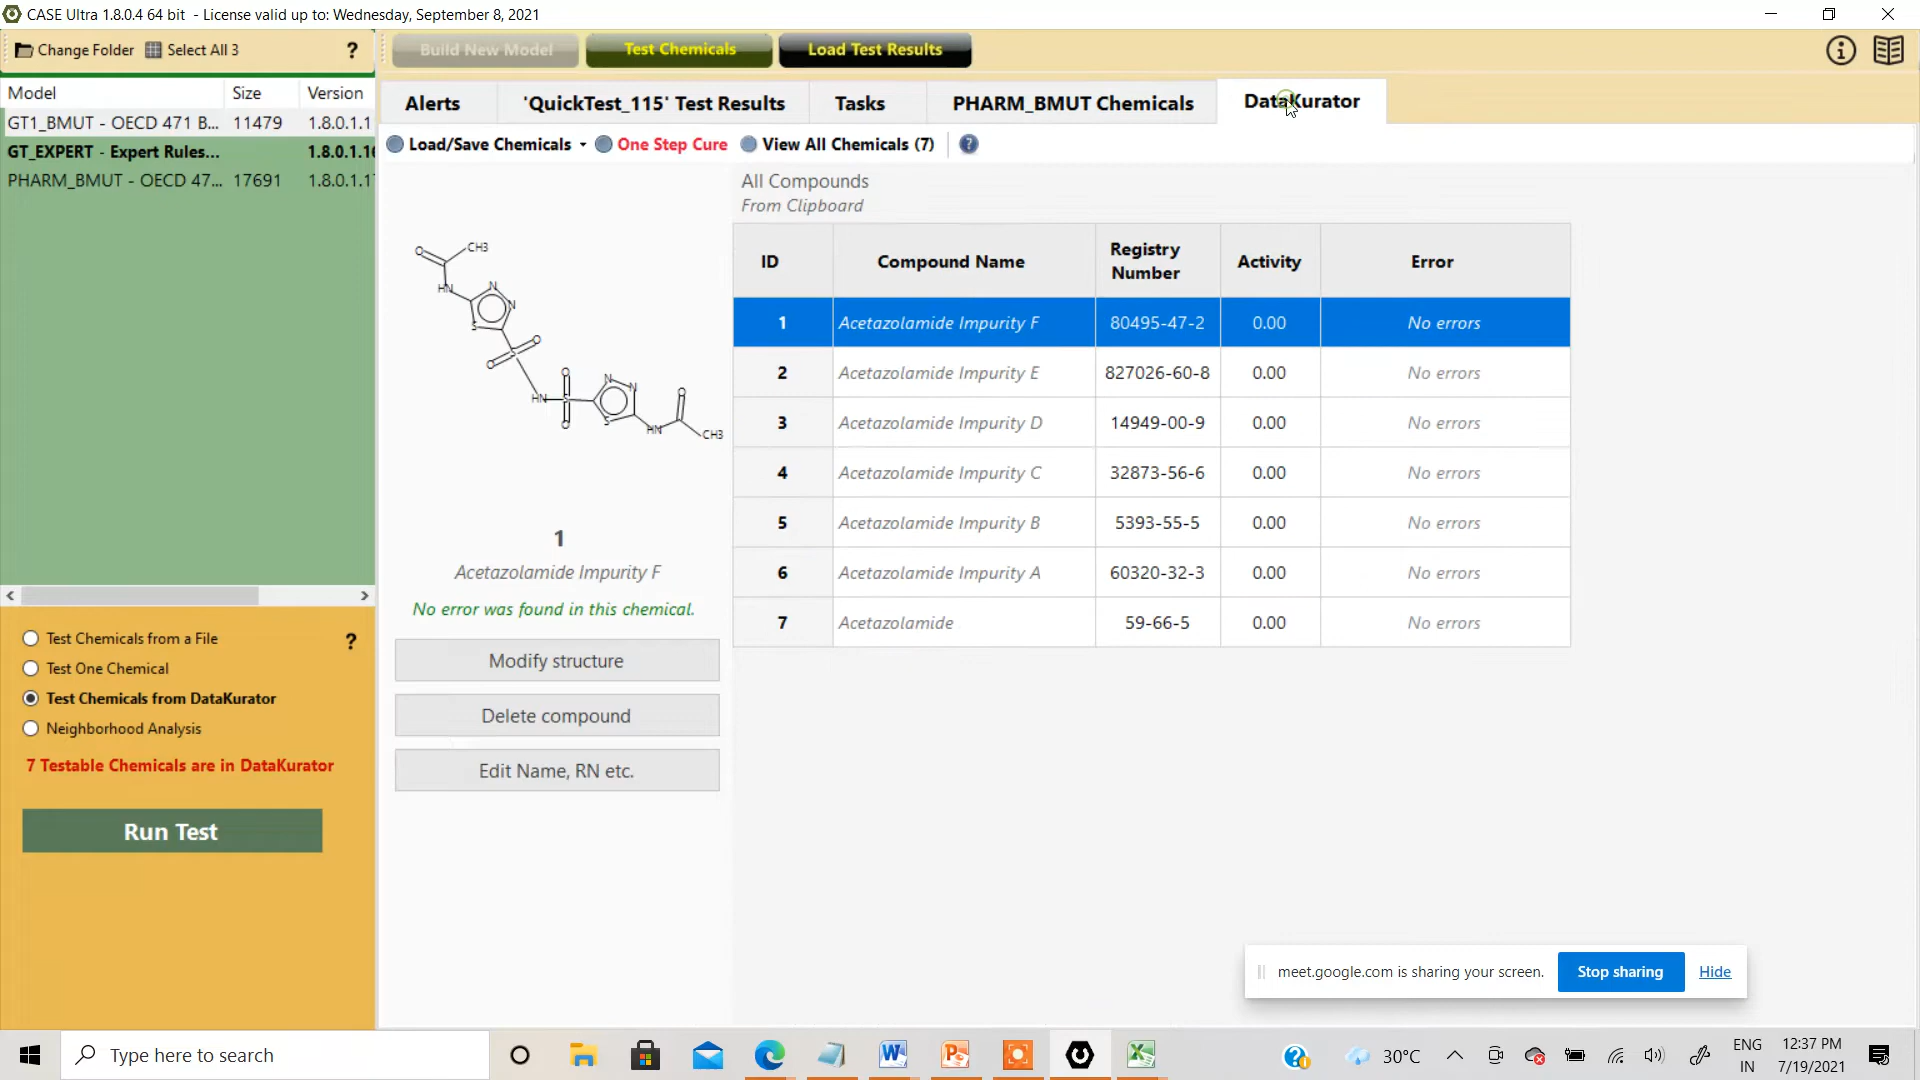 CASE Ultra 1.8.0.4 64 bit - License valid up to: Wednesday, September 8, 2021
Change Folder Select All 3 ?
Build New Model Test Chemicals Load Test Results
Model Size Version
GT1_BMUT - OECD 471 B... 11479 1.8.0.1.1
GT_EXPERT - Expert Rules... 1.8.0.1.16
PHARM_BMUT - OECD 47... 17691 1.8.0.1.1
Alerts 'QuickTest_115' Test Results Tasks PHARM_BMUT Chemicals DataKurator
Load/Save Chemicals One Step Cure View All Chemicals (7) ?
All Compounds
From Clipboard
ID Compound Name Registry Number Activity Error
1 Acetazolamide Impurity F 80495-47-2 0.00 No errors
2 Acetazolamide Impurity E 827026-60-8 0.00 No errors
3 Acetazolamide Impurity D 14949-00-9 0.00 No errors
4 Acetazolamide Impurity C 32873-56-6 0.00 No errors
5 Acetazolamide Impurity B 5393-55-5 0.00 No errors
6 Acetazolamide Impurity A 60320-32-3 0.00 No errors
7 Acetazolamide 59-66-5 0.00 No errors
O CH3
HN N N S
O S O
HN O S O N N S
HN O CH3
1
Acetazolamide Impurity F
No error was found in this chemical.
Modify structure
Delete compound
Edit Name, RN etc.
Test Chemicals from a File ?
Test One Chemical
Test Chemicals from DataKurator
Neighborhood Analysis
7 Testable Chemicals are in DataKurator
Run Test
meet.google.com is sharing your screen. Stop sharing Hide
Type here to search
30°C
ENG
IN
12:37 PM
7/19/2021